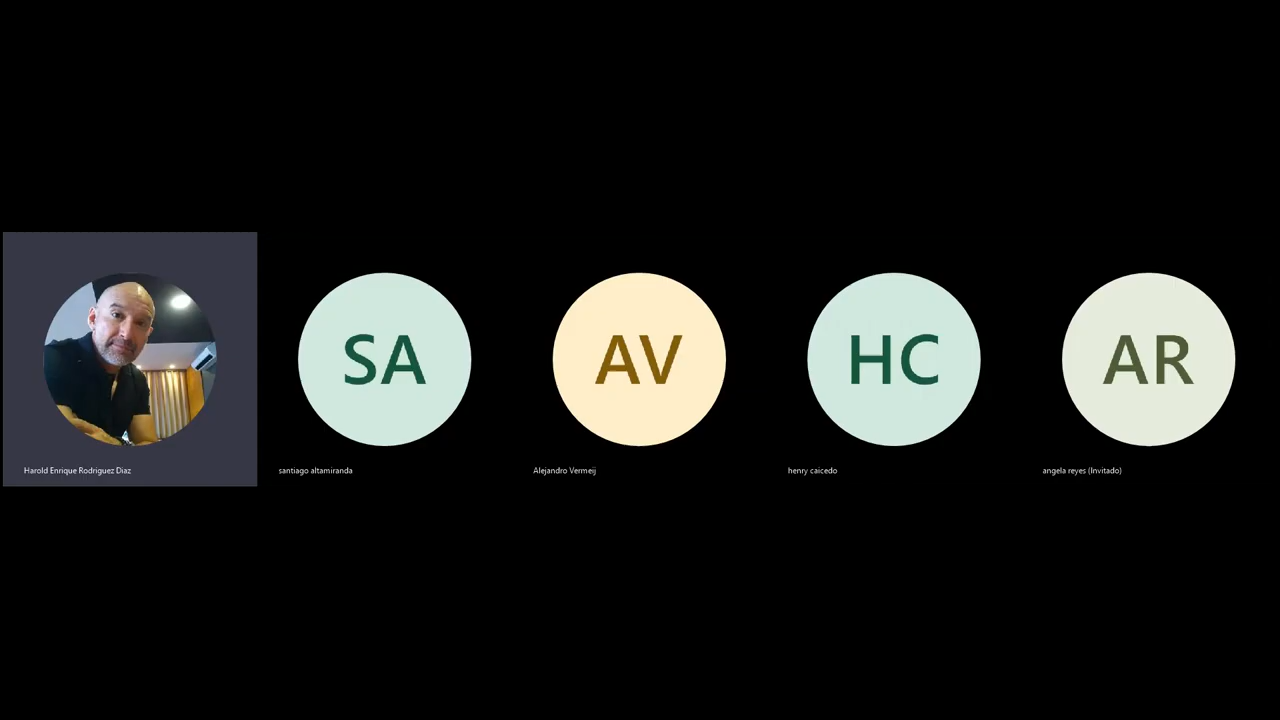 SA
AV
HC
AR
Harold Enrique Rodriguez Diaz
santiago altamiranda
Alejandro Vermeij
henry caicedo
angela reyes (Invitado)